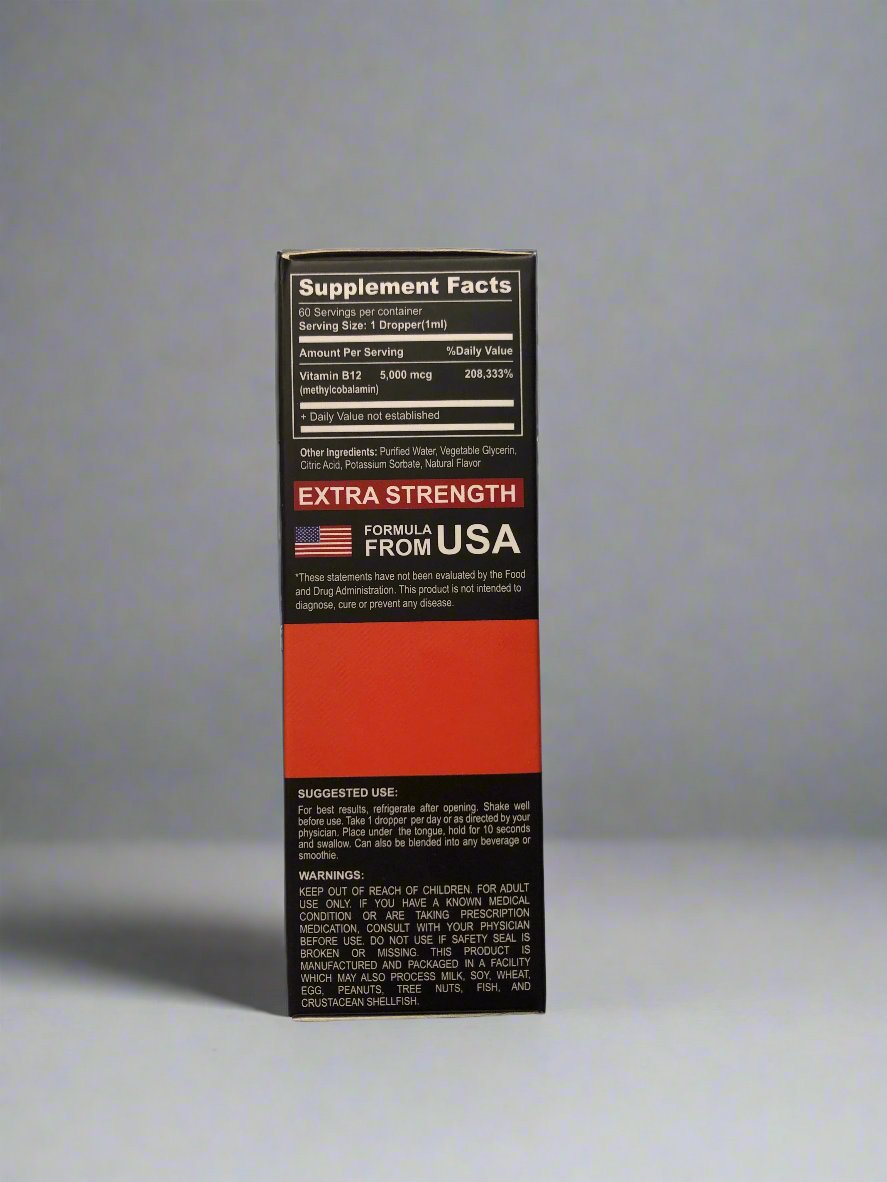 Supplement Facts
60 Servings per container
Serving Size: 1 Dropper(1ml)
Amount Per Serving %Daily Value
Vitamin B12 5,000 mcg 208,333%
(methylcobalamin)
+ Daily Value not established
Other Ingredients: Purified Water, Vegetable Glycerin,
Citric Acid, Potassium Sorbate, Natural Flavor
EXTRA STRENGTH
FORMULA
FROM USA
*These statements have not been evaluated by the Food
and Drug Administration. This product is not intended to
diagnose, cure or prevent any disease.
SUGGESTED USE:
For best results, refrigerate after opening. Shake well
before use. Take 1 dropper per day or as directed by your
physician. Place under the tongue, hold for 10 seconds
and swallow. Can also be blended into any beverage or
smoothie.
WARNINGS:
KEEP OUT OF REACH OF CHILDREN. FOR ADULT
USE ONLY. IF YOU HAVE A KNOWN MEDICAL
CONDITION OR ARE TAKING PRESCRIPTION
MEDICATION, CONSULT WITH YOUR PHYSICIAN
BEFORE USE. DO NOT USE IF SAFETY SEAL IS
BROKEN OR MISSING. THIS PRODUCT IS
MANUFACTURED AND PACKAGED IN A FACILITY
WHICH MAY ALSO PROCESS MILK, SOY, WHEAT,
EGG, PEANUTS, TREE NUTS, FISH, AND
CRUSTACEAN SHELLFISH.